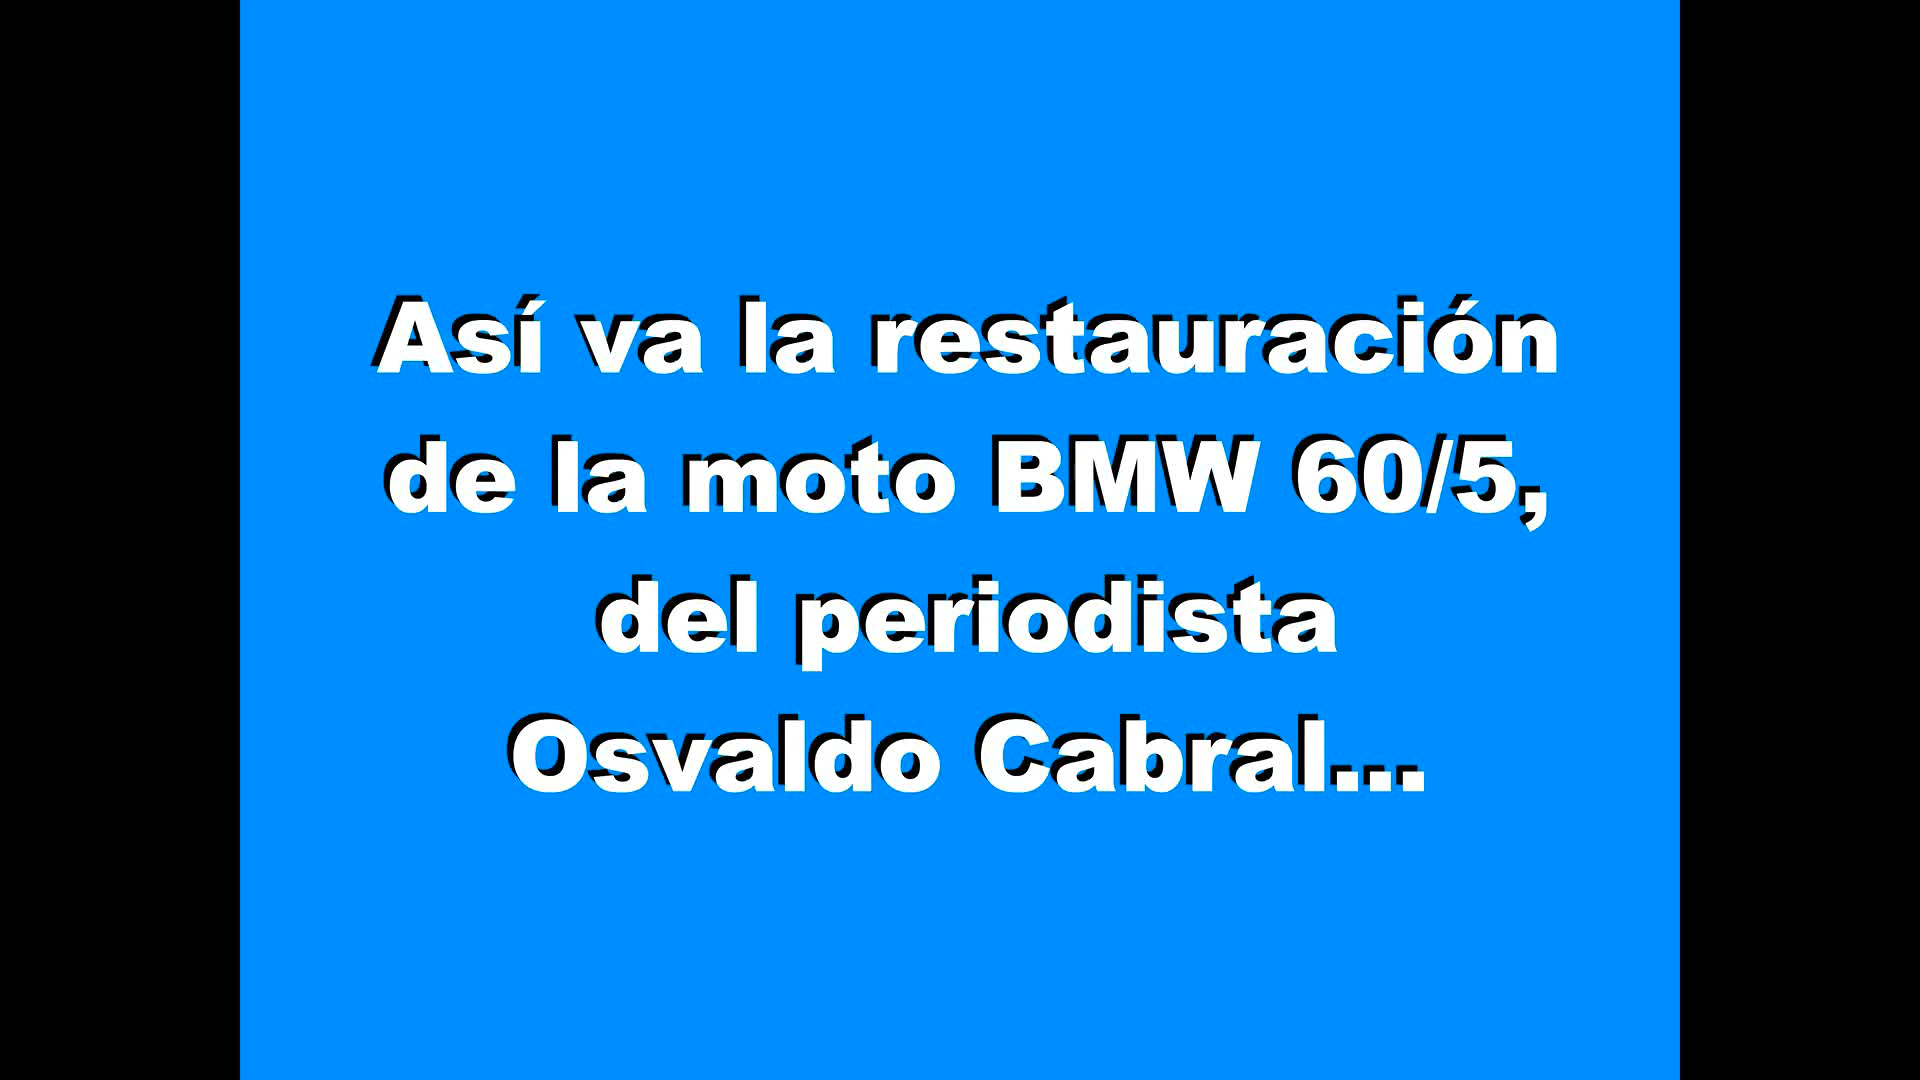 Así va la restauración
de la moto BMW 60/5,
del periodista
Osvaldo Cabral...